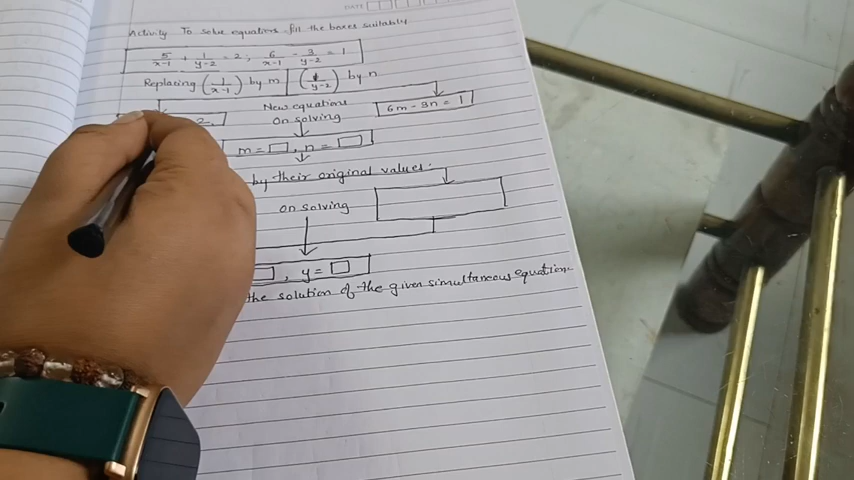 DATE
Activity To solve equations fill the boxes suitably
5/x-1 + 1/y-2 = 2 ; 6/x-1 - 3/y-2 = 1
Replacing (1/x-1) by m (1/y-2) by n
New equations
2. On solving 6m - 3n = 1
m = □, n = □
by their original values.
on solving
□, y = □
the solution of the given simultaneous equation.